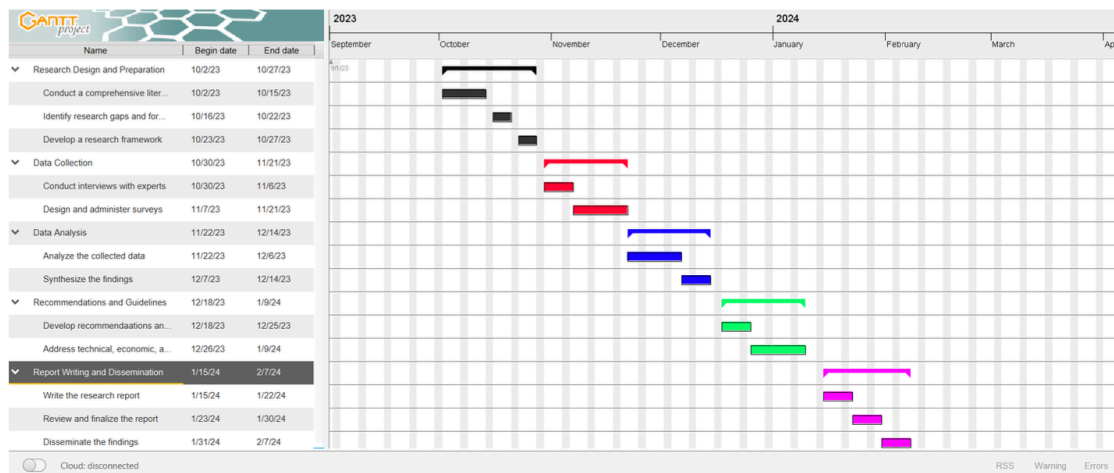 GANTT
project
2023
2024
September
October
November
December
January
February
March
Ap
Name
Begin date
End date
9/1/23
Research Design and Preparation 10/2/23 10/27/23
Conduct a comprehensive liter... 10/2/23 10/15/23
Identify research gaps and for... 10/16/23 10/22/23
Develop a research framework 10/23/23 10/27/23
Data Collection 10/30/23 11/21/23
Conduct interviews with experts 10/30/23 11/6/23
Design and administer surveys 11/7/23 11/21/23
Data Analysis 11/22/23 12/14/23
Analyze the collected data 11/22/23 12/6/23
Synthesize the findings 12/7/23 12/14/23
Recommendations and Guidelines 12/18/23 1/9/24
Develop recommendaations an... 12/18/23 12/25/23
Address technical, economic, a... 12/26/23 1/9/24
Report Writing and Dissemination 1/15/24 2/7/24
Write the research report 1/15/24 1/22/24
Review and finalize the report 1/23/24 1/30/24
Disseminate the findings 1/31/24 2/7/24
Cloud: disconnected
RSS
Warning
Errors